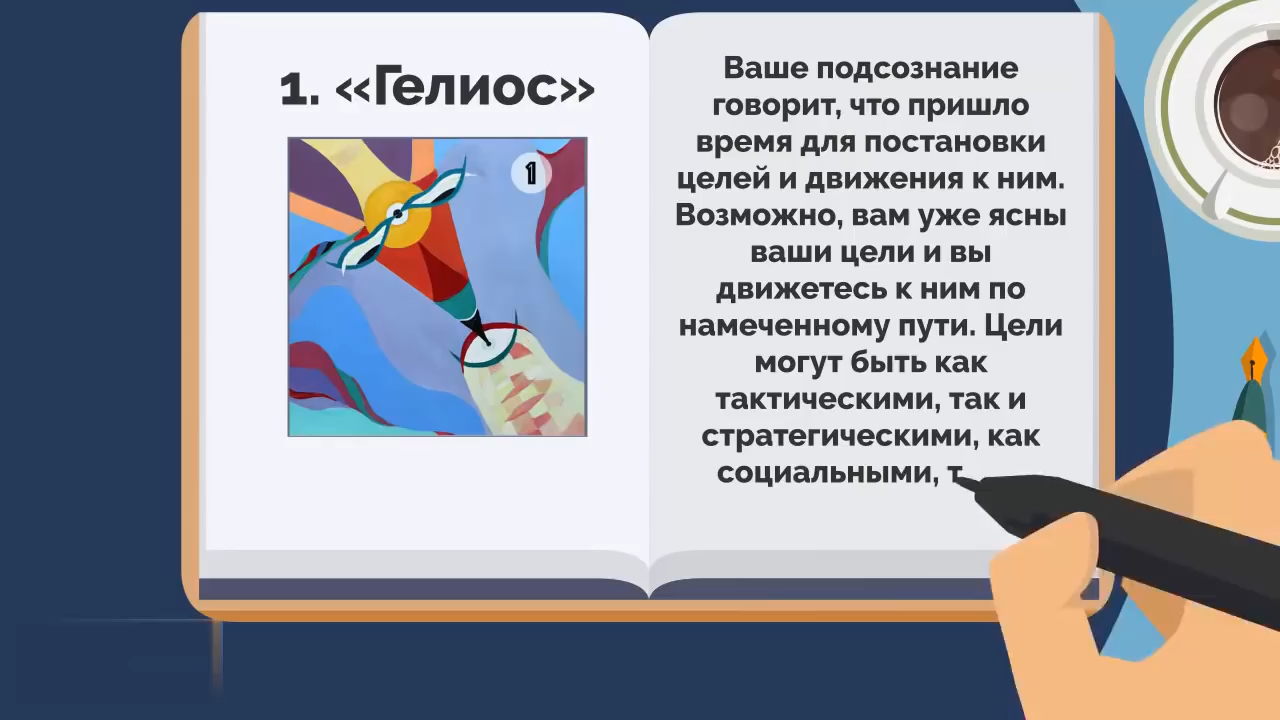 1. «Гелиос»
1
Ваше подсознание
говорит, что пришло
время для постановки
целей и движения к ним.
Возможно, вам уже ясны
ваши цели и вы
движетесь к ним по
намеченному пути. Цели
могут быть как
тактическими, так и
стратегическими, как
социальными, т